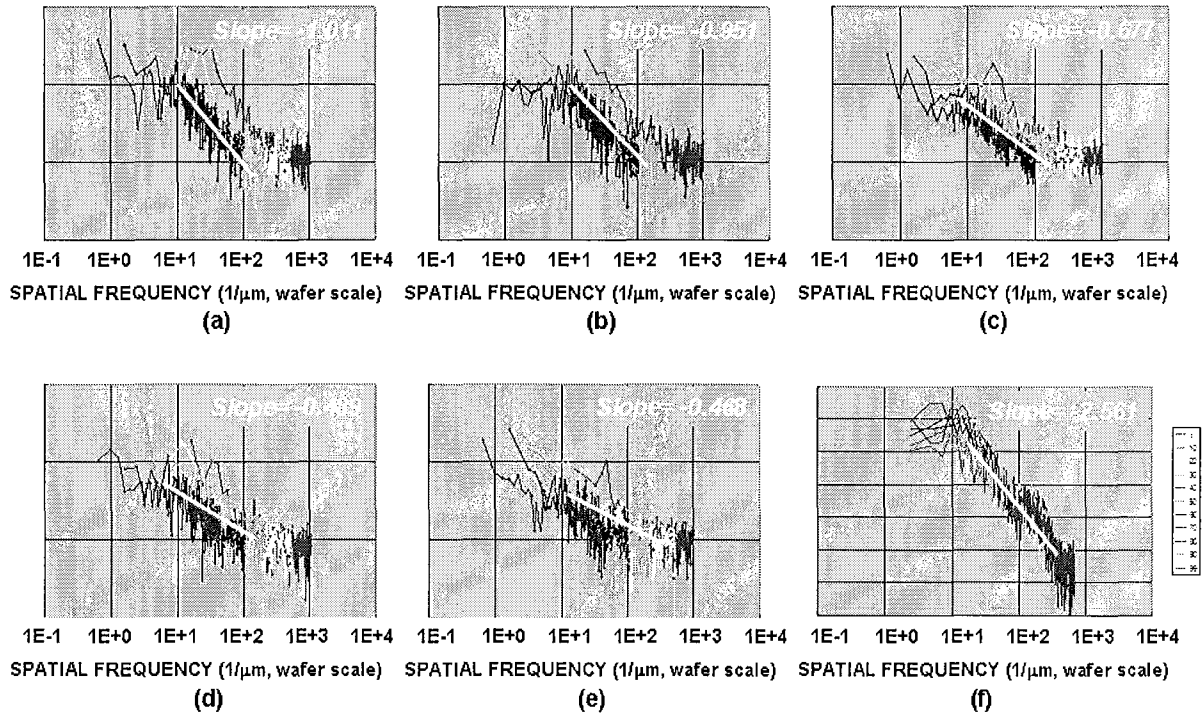 Slope= -1.011
Slope= -0.951
Slope= -0.677
1E-1 1E+0 1E+1 1E+2 1E+3 1E+4
1E-1 1E+0 1E+1 1E+2 1E+3 1E+4
1E-1 1E+0 1E+1 1E+2 1E+3 1E+4
SPATIAL FREQUENCY (1/μm, wafer scale)
SPATIAL FREQUENCY (1/μm, wafer scale)
SPATIAL FREQUENCY (1/μm, wafer scale)
(a)
(b)
(c)
Slope=
Slope= -0.468
Slope= -2.561
1E-1 1E+0 1E+1 1E+2 1E+3 1E+4
1E-1 1E+0 1E+1 1E+2 1E+3 1E+4
1E-1 1E+0 1E+1 1E+2 1E+3 1E+4
SPATIAL FREQUENCY (1/μm, wafer scale)
SPATIAL FREQUENCY (1/μm, wafer scale)
SPATIAL FREQUENCY (1/μm, wafer scale)
(d)
(e)
(f)